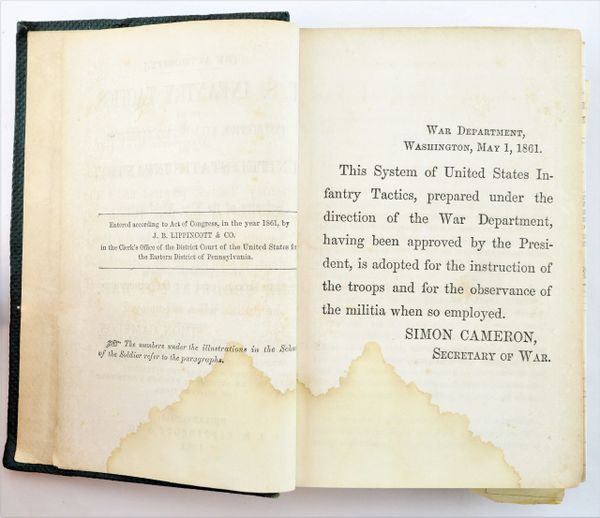 Entered according to Act of Congress, in the year 1861, by
J. B. LIPPINCOTT & CO.
in the Clerk's Office of the District Court of the United States for
the Eastern District of Pennsylvania.
☞ The numbers under the illustrations in the
of the Soldier refer to the paragraphs.
WAR DEPARTMENT,
WASHINGTON, MAY 1, 1861.
This System of United States In-
fantry Tactics, prepared under the
direction of the War Department,
having been approved by the Presi-
dent, is adopted for the instruction of
the troops and for the observance of
the militia when so employed.
SIMON CAMERON,
SECRETARY OF WAR.